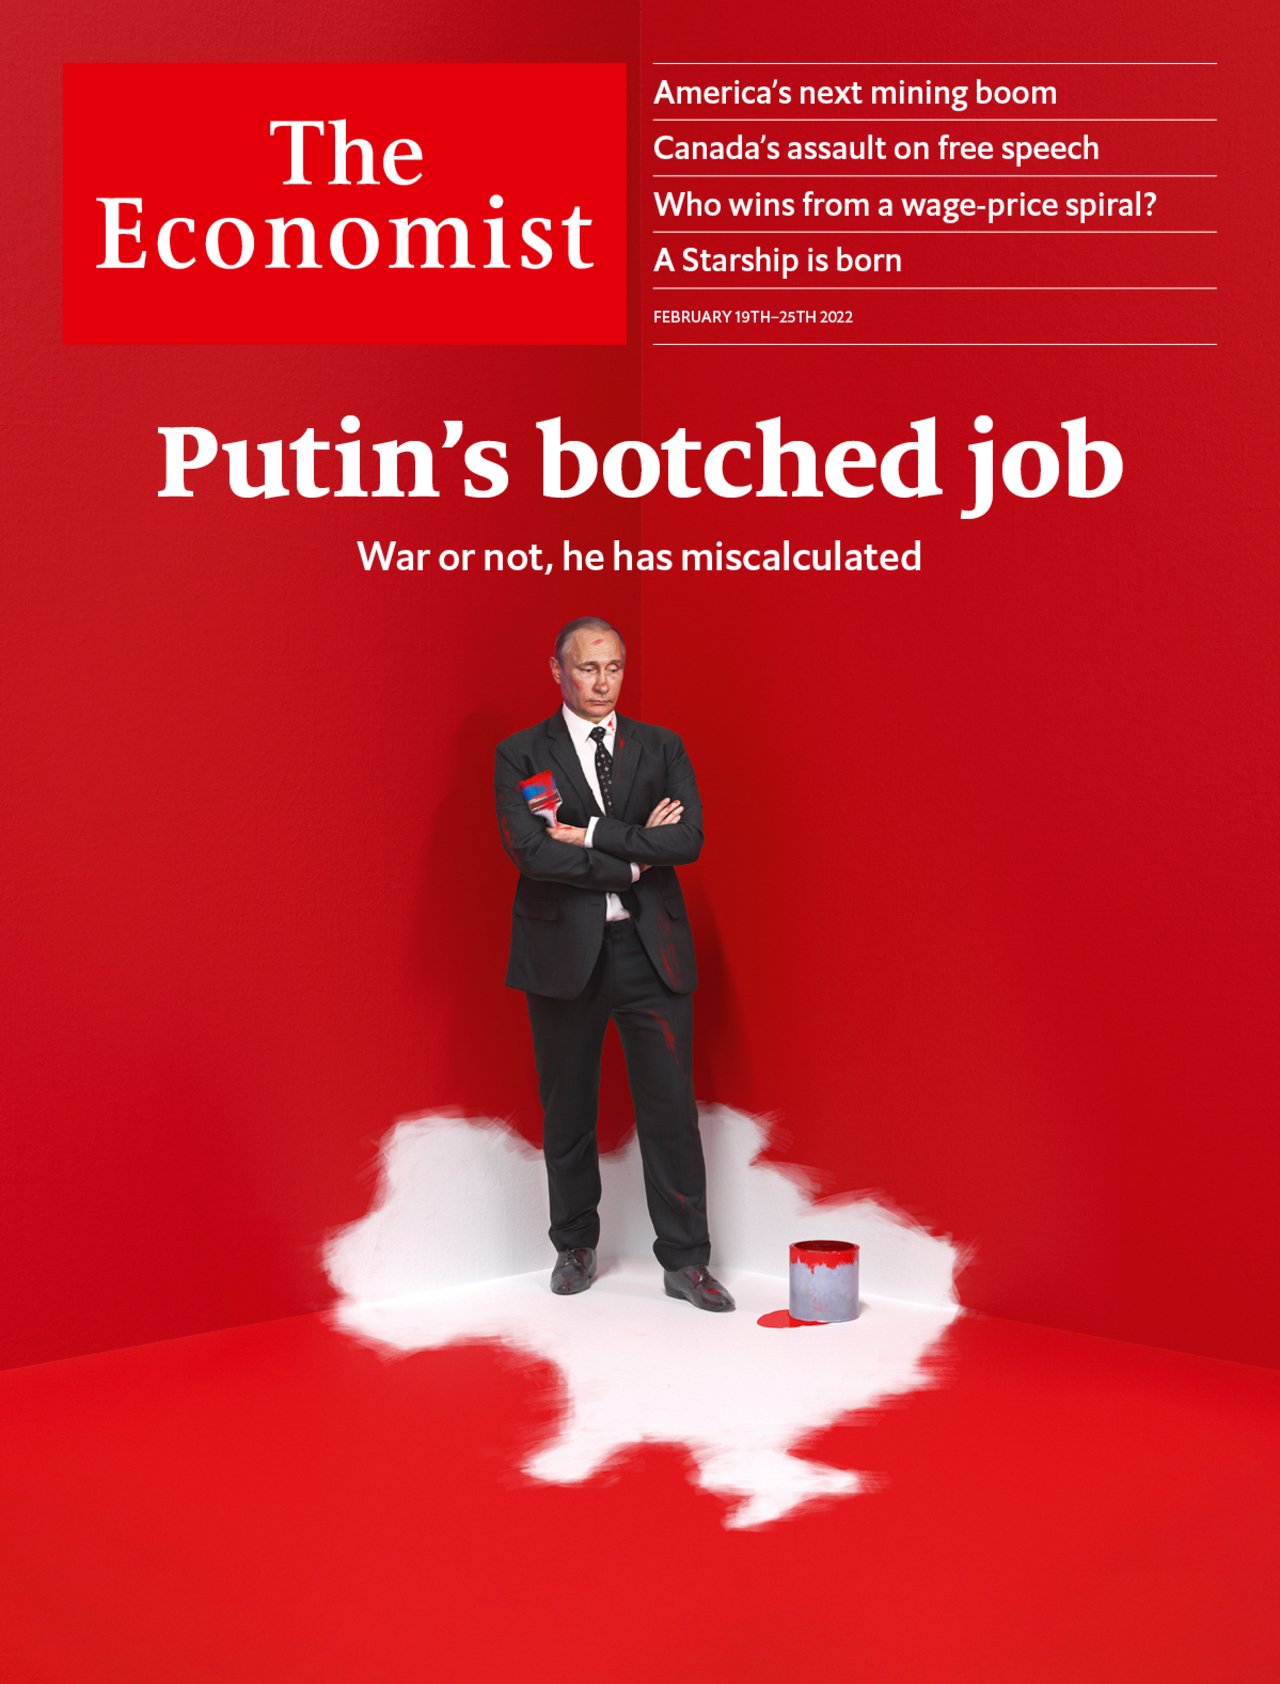 The
Economist
America’s next mining boom
Canada’s assault on free speech
Who wins from a wage-price spiral?
A Starship is born
FEBRUARY 19TH–25TH 2022
Putin’s botched job
War or not, he has miscalculated